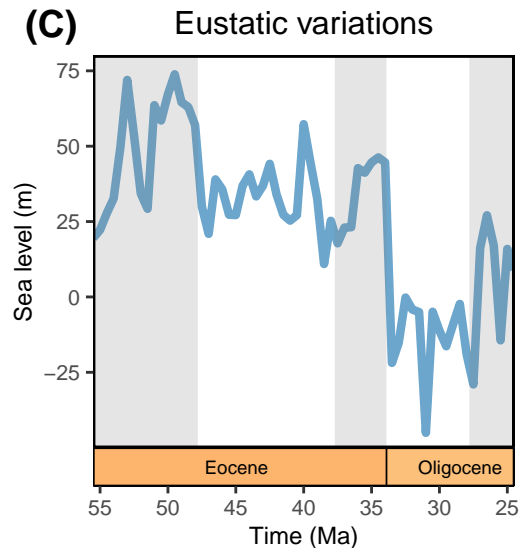 (C) Eustatic variations
75
50
25
0
−25
Sea level (m)
Eocene Oligocene
55 50 45 40 35 30 25
Time (Ma)